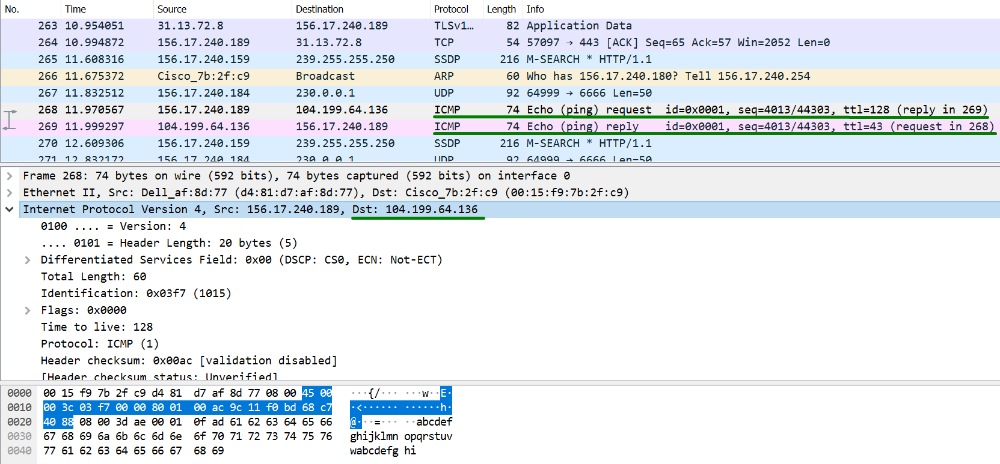 No. Time Source Destination Protocol Length Info
263 10.954051 31.13.72.8 156.17.240.189 TLSv1… 82 Application Data
264 10.994872 156.17.240.189 31.13.72.8 TCP 54 57097 → 443 [ACK] Seq=65 Ack=57 Win=2052 Len=0
265 11.608316 156.17.240.159 239.255.255.250 SSDP 216 M-SEARCH * HTTP/1.1
266 11.675372 Cisco_7b:2f:c9 Broadcast ARP 60 Who has 156.17.240.180? Tell 156.17.240.254
267 11.832512 156.17.240.184 230.0.0.1 UDP 92 64999 → 6666 Len=50
268 11.970567 156.17.240.189 104.199.64.136 ICMP 74 Echo (ping) request id=0x0001, seq=4013/44303, ttl=128 (reply in 269)
269 11.999297 104.199.64.136 156.17.240.189 ICMP 74 Echo (ping) reply id=0x0001, seq=4013/44303, ttl=43 (request in 268)
270 12.609306 156.17.240.159 239.255.255.250 SSDP 216 M-SEARCH * HTTP/1.1
271 12.832172 156.17.240.184 230.0.0.1 UDP 92 64999 → 6666 Len=50
Frame 268: 74 bytes on wire (592 bits), 74 bytes captured (592 bits) on interface 0
Ethernet II, Src: Dell_af:8d:77 (d4:81:d7:af:8d:77), Dst: Cisco_7b:2f:c9 (00:15:f9:7b:2f:c9)
Internet Protocol Version 4, Src: 156.17.240.189, Dst: 104.199.64.136
0100 .... = Version: 4
.... 0101 = Header Length: 20 bytes (5)
Differentiated Services Field: 0x00 (DSCP: CS0, ECN: Not-ECT)
Total Length: 60
Identification: 0x03f7 (1015)
Flags: 0x0000
Time to live: 128
Protocol: ICMP (1)
Header checksum: 0x00ac [validation disabled]
[Header checksum status: Unverified]
0000 00 15 f9 7b 2f c9 d4 81 d7 af 8d 77 08 00 45 00 ···{/··· ···w··E·
0010 00 3c 03 f7 00 00 80 01 00 ac 9c 11 f0 bd 68 c7 ·<······ ······h·
0020 40 88 08 00 3d ae 00 01 0f ad 61 62 63 64 65 66 @···=··· ··abcdef
0030 67 68 69 6a 6b 6c 6d 6e 6f 70 71 72 73 74 75 76 ghijklmn opqrstuv
0040 77 61 62 63 64 65 66 67 68 69 wabcdefg hi